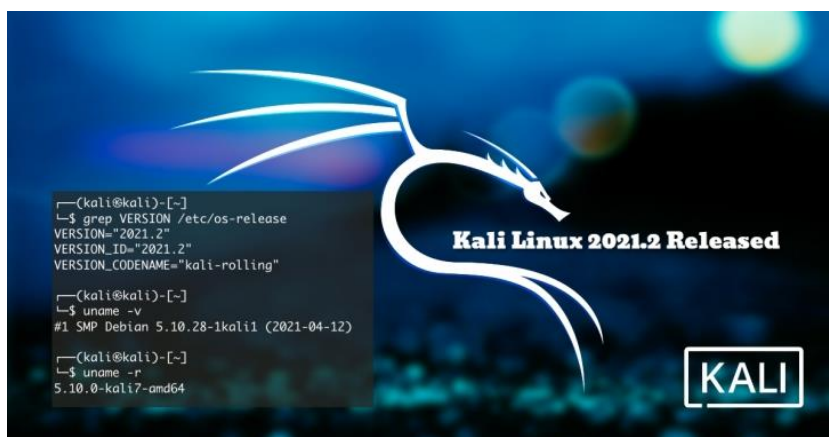 ┌──(kali㉿kali)-[~]
└─$ grep VERSION /etc/os-release
VERSION="2021.2"
VERSION_ID="2021.2"
VERSION_CODENAME="kali-rolling"
┌──(kali㉿kali)-[~]
└─$ uname -v
#1 SMP Debian 5.10.28-1kali1 (2021-04-12)
┌──(kali㉿kali)-[~]
└─$ uname -r
5.10.0-kali7-amd64
Kali Linux 2021.2 Released
KALI